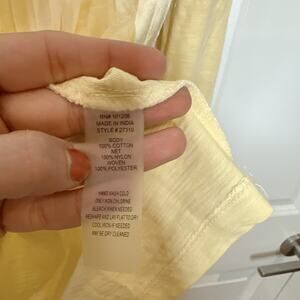 RN# 101206
MADE IN INDIA
STYLE # 27310
BODY
100% COTTON
NET
100% NYLON
WOVEN
100% POLYESTER
HAND WASH COLD
ONLY NON CHLORINE
BLEACH WHEN NEEDED
RESHAPE AND LAY FLAT TO DRY
COOL IRON IF NEEDED
MAY BE DRY CLEANED